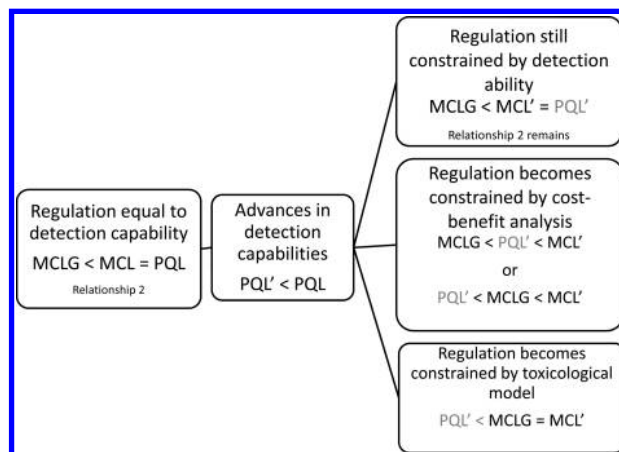 Regulation equal to
detection capability
MCLG < MCL = PQL
Relationship 2
Advances in
detection
capabilities
PQL' < PQL
Regulation still
constrained by detection
ability
MCLG < MCL' = PQL'
Relationship 2 remains
Regulation becomes
constrained by cost-
benefit analysis
MCLG < PQL' < MCL'
or
PQL' < MCLG < MCL'
Regulation becomes
constrained by toxicological
model
PQL' < MCLG = MCL'